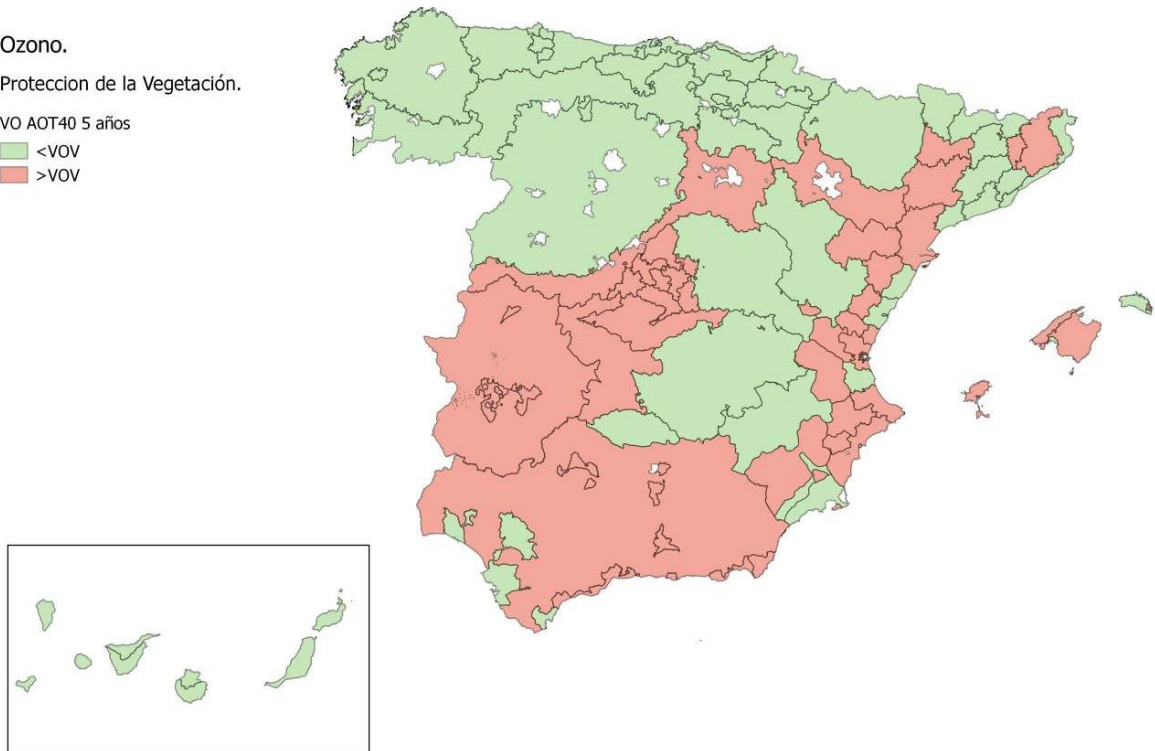 Ozono.
Proteccion de la Vegetación.
VO AOT40 5 años
<VOV
>VOV